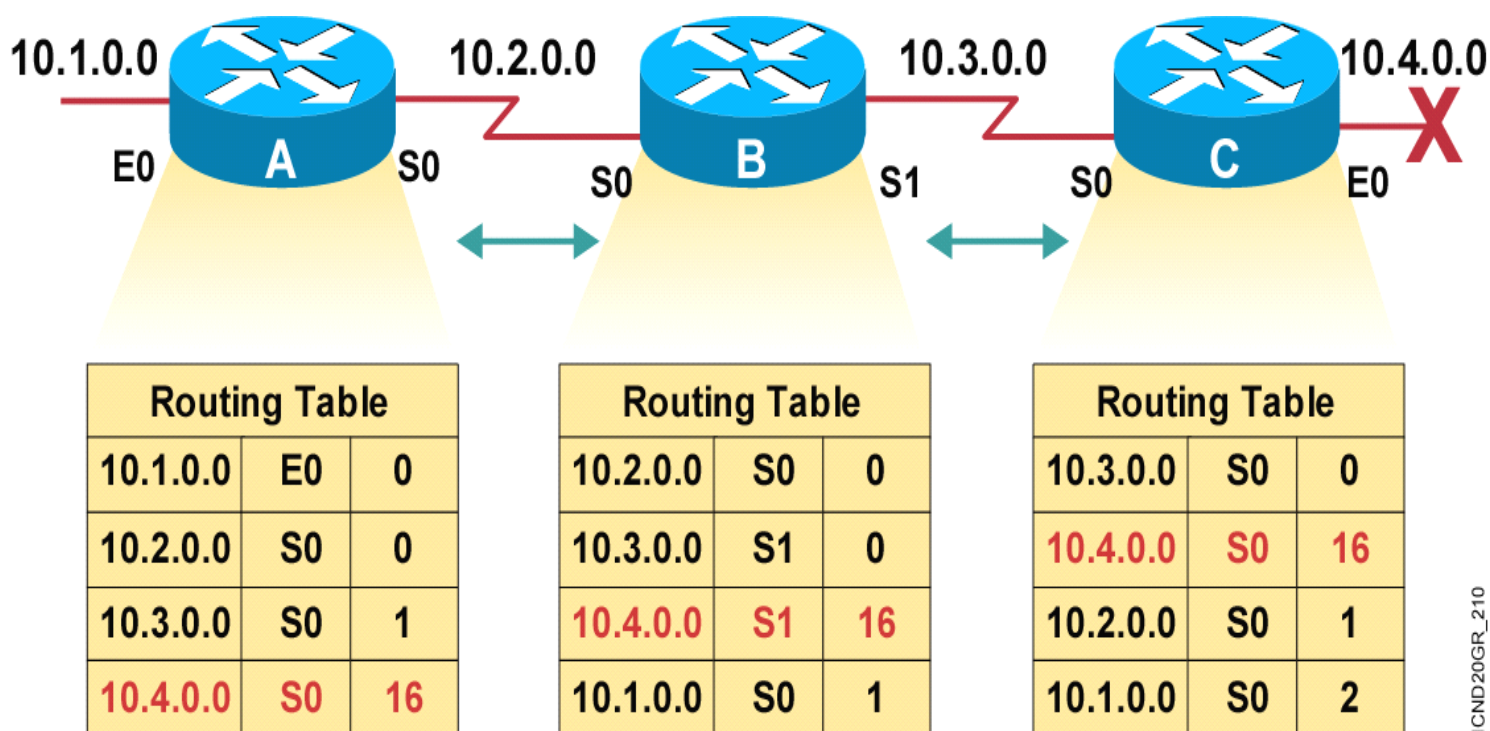 10.1.0.0 10.2.0.0 10.3.0.0 10.4.0.0
X
A B C
E0 S0 S0 S1 S0 E0
Routing Table
10.1.0.0 E0 0
10.2.0.0 S0 0
10.3.0.0 S0 1
10.4.0.0 S0 16
Routing Table
10.2.0.0 S0 0
10.3.0.0 S1 0
10.4.0.0 S1 16
10.1.0.0 S0 1
Routing Table
10.3.0.0 S0 0
10.4.0.0 S0 16
10.2.0.0 S0 1
10.1.0.0 S0 2
ICND20GR_210